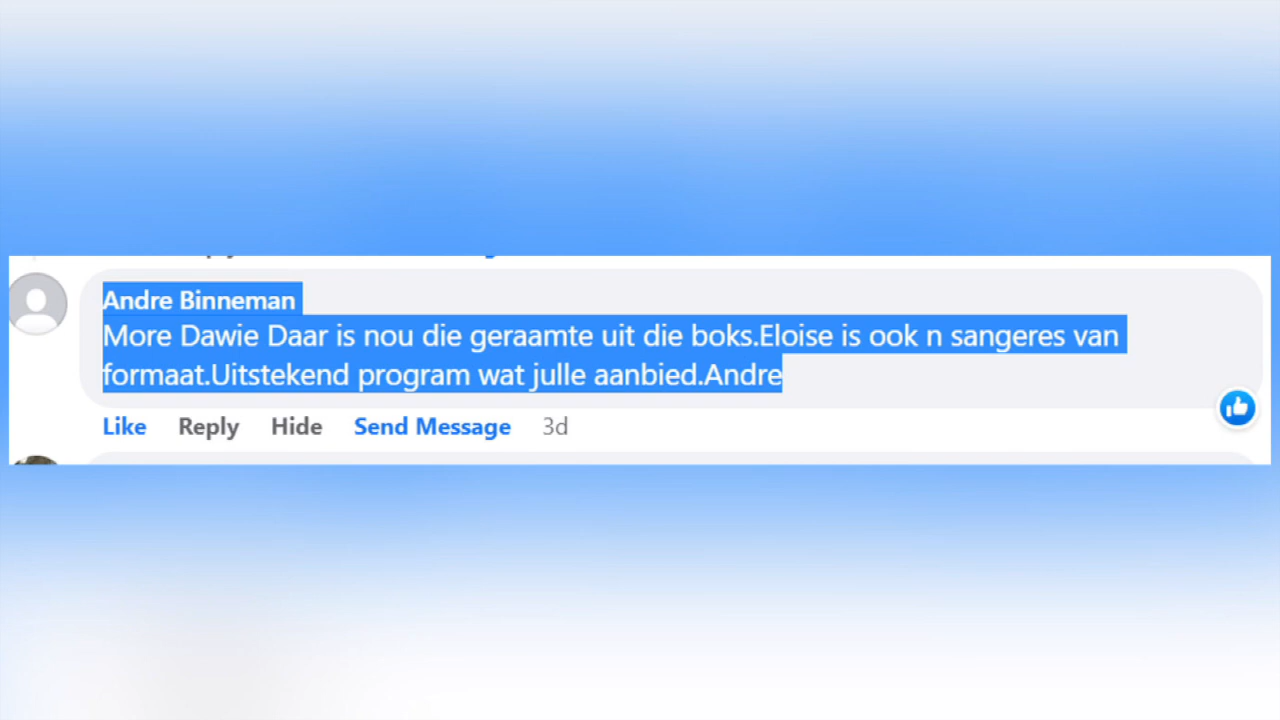 Andre Binneman
More Dawie Daar is nou die geraamte uit die boks.Eloise is ook n sangeres van
formaat.Uitstekend program wat julle aanbied.Andre
Like Reply Hide Send Message 3d